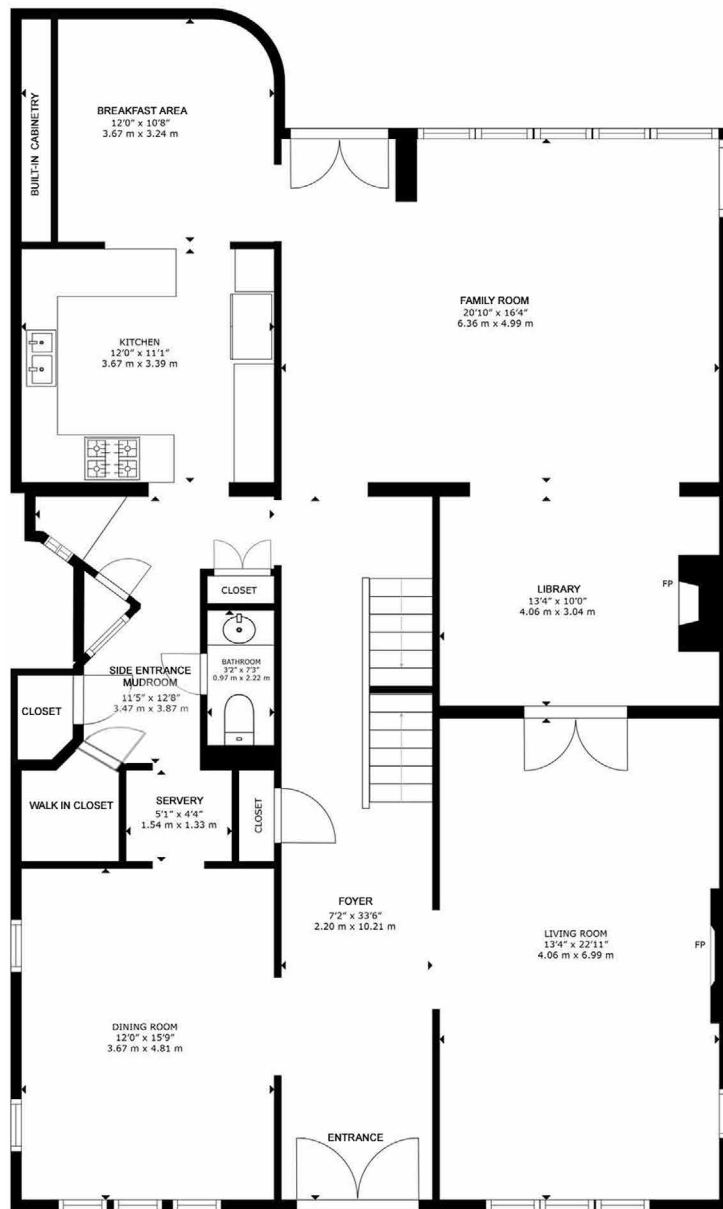 BREAKFAST AREA
12'0" x 10'8"
3.67 m x 3.24 m
BUILT-IN CABINETRY
FAMILY ROOM
20'10" x 16'4"
6.36 m x 4.99 m
KITCHEN
12'0" x 11'1"
3.67 m x 3.39 m
CLOSET
LIBRARY
13'4" x 10'0"
4.06 m x 3.04 m
FP
BATHROOM
3'2" x 7'3"
0.97 m x 2.22 m
SIDE ENTRANCE
MUDROOM
11'5" x 12'8"
3.47 m x 3.87 m
CLOSET
WALK IN CLOSET
SERVERY
5'1" x 4'4"
1.54 m x 1.33 m
CLOSET
FOYER
7'2" x 33'6"
2.20 m x 10.21 m
LIVING ROOM
13'4" x 22'11"
4.06 m x 6.99 m
FP
DINING ROOM
12'0" x 15'9"
3.67 m x 4.81 m
ENTRANCE